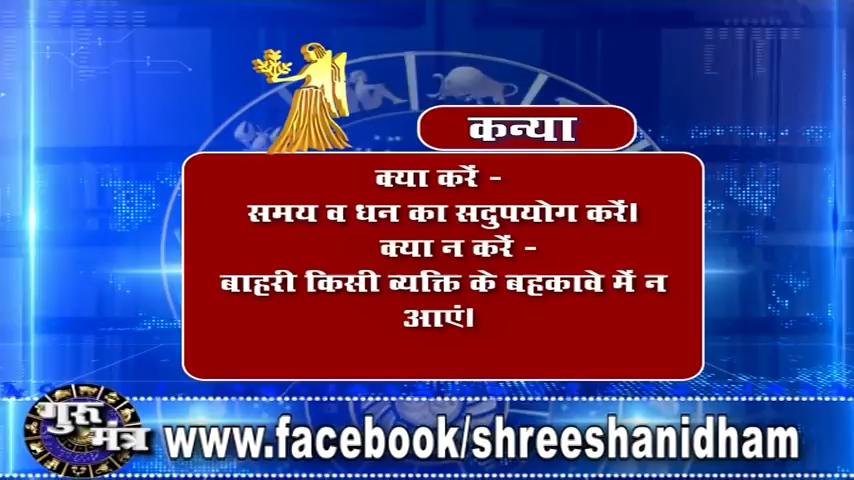 कन्या
क्या करें -
समय व धन का सदुपयोग करें।
क्या न करें -
बाहरी किसी व्यक्ति के बहकावे में न
आएं।
गुरु
मंत्र
www.facebook/shreeshanidham